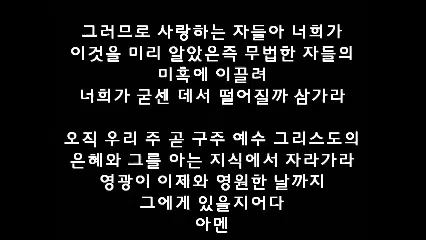 그러므로 사랑하는 자들아 너희가
이것을 미리 알았은즉 무법한 자들의
미혹에 이끌려
너희가 굳센 데서 떨어질까 삼가라
오직 우리 주 곧 구주 예수 그리스도의
은혜와 그를 아는 지식에서 자라가라
영광이 이제와 영원한 날까지
그에게 있을지어다
아멘